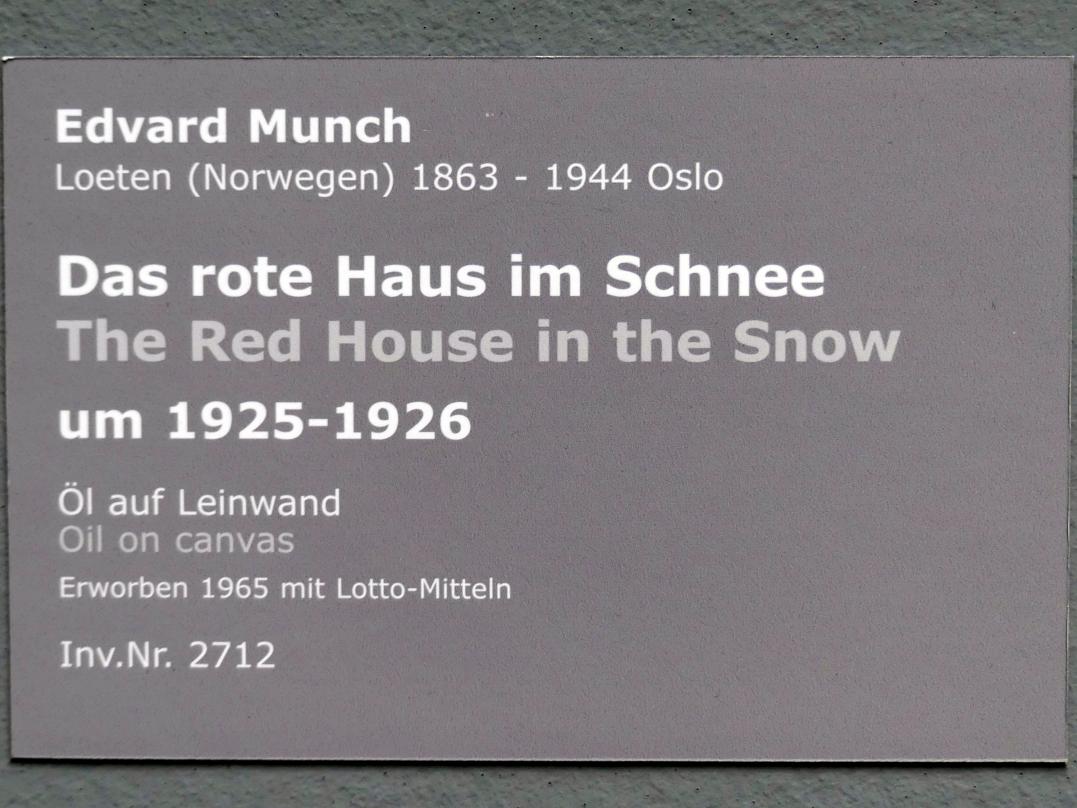 Edvard Munch
Loeten (Norwegen) 1863 - 1944 Oslo
Das rote Haus im Schnee
The Red House in the Snow
um 1925-1926
Öl auf Leinwand
Oil on canvas
Erworben 1965 mit Lotto-Mitteln
Inv.Nr. 2712